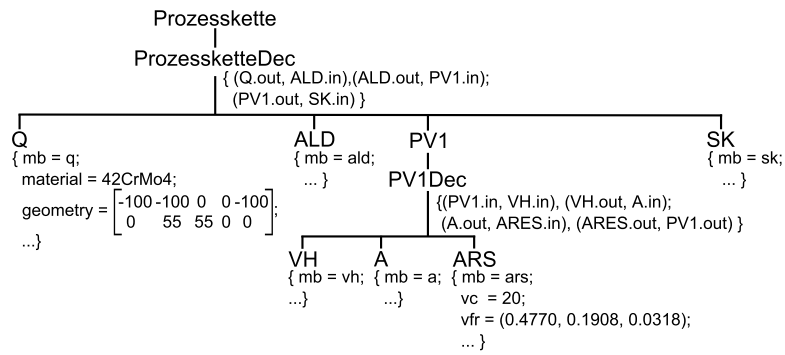 Prozesskette
ProzessketteDec
{ (Q.out, ALD.in),(ALD.out, PV1.in);
(PV1.out, SK.in) }
Q
{ mb = q;
material = 42CrMo4;
geometry = [-100 -100 0 0 -100
0 55 55 0 0];
...}
ALD
{ mb = ald;
... }
PV1
PV1Dec
{(PV1.in, VH.in), (VH.out, A.in);
(A.out, ARES.in), (ARES.out, PV1.out) }
SK
{ mb = sk;
... }
VH
{ mb = vh;
...}
A
{ mb = a;
...}
ARS
{ mb = ars;
vc = 20;
vfr = (0.4770, 0.1908, 0.0318);
... }